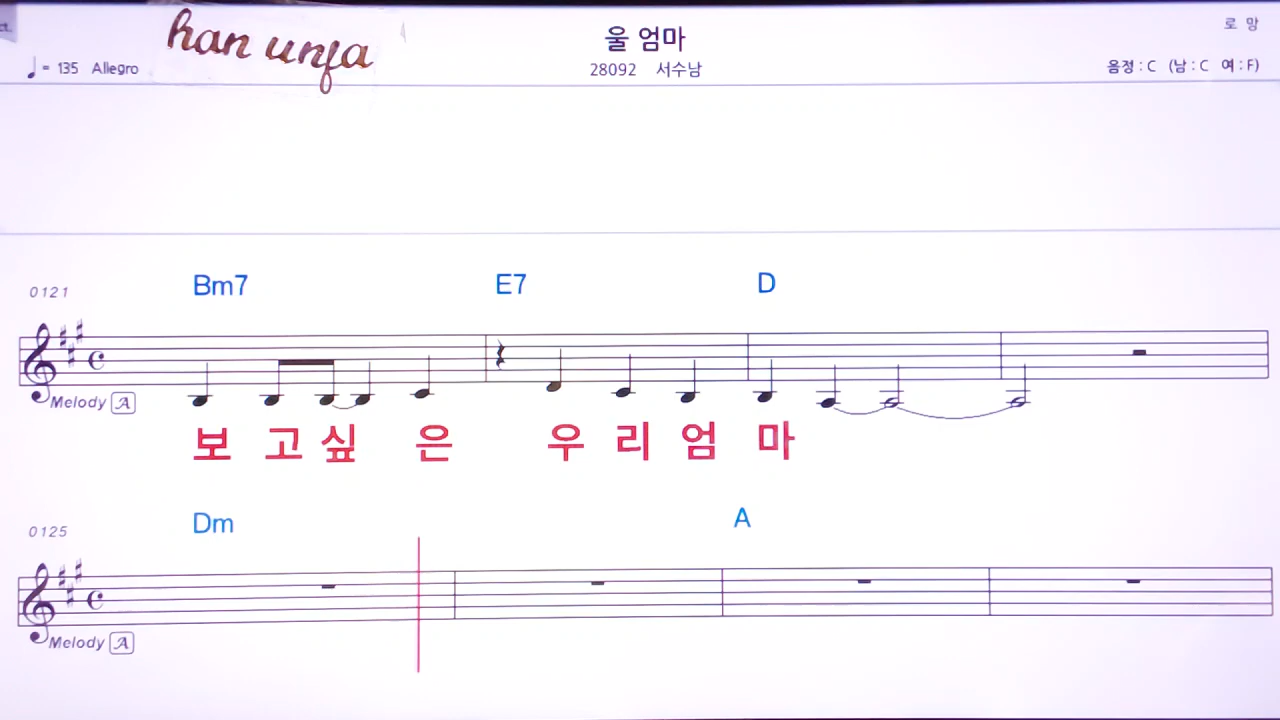 han unfa
울 엄마
로 망
♩= 135 Allegro
28092 서수남
음정 : C (남 : C 여 : F)
0121
Bm7 E7 D
Melody A
보 고 싶 은 우 리 엄 마
0125
Dm A
Melody A